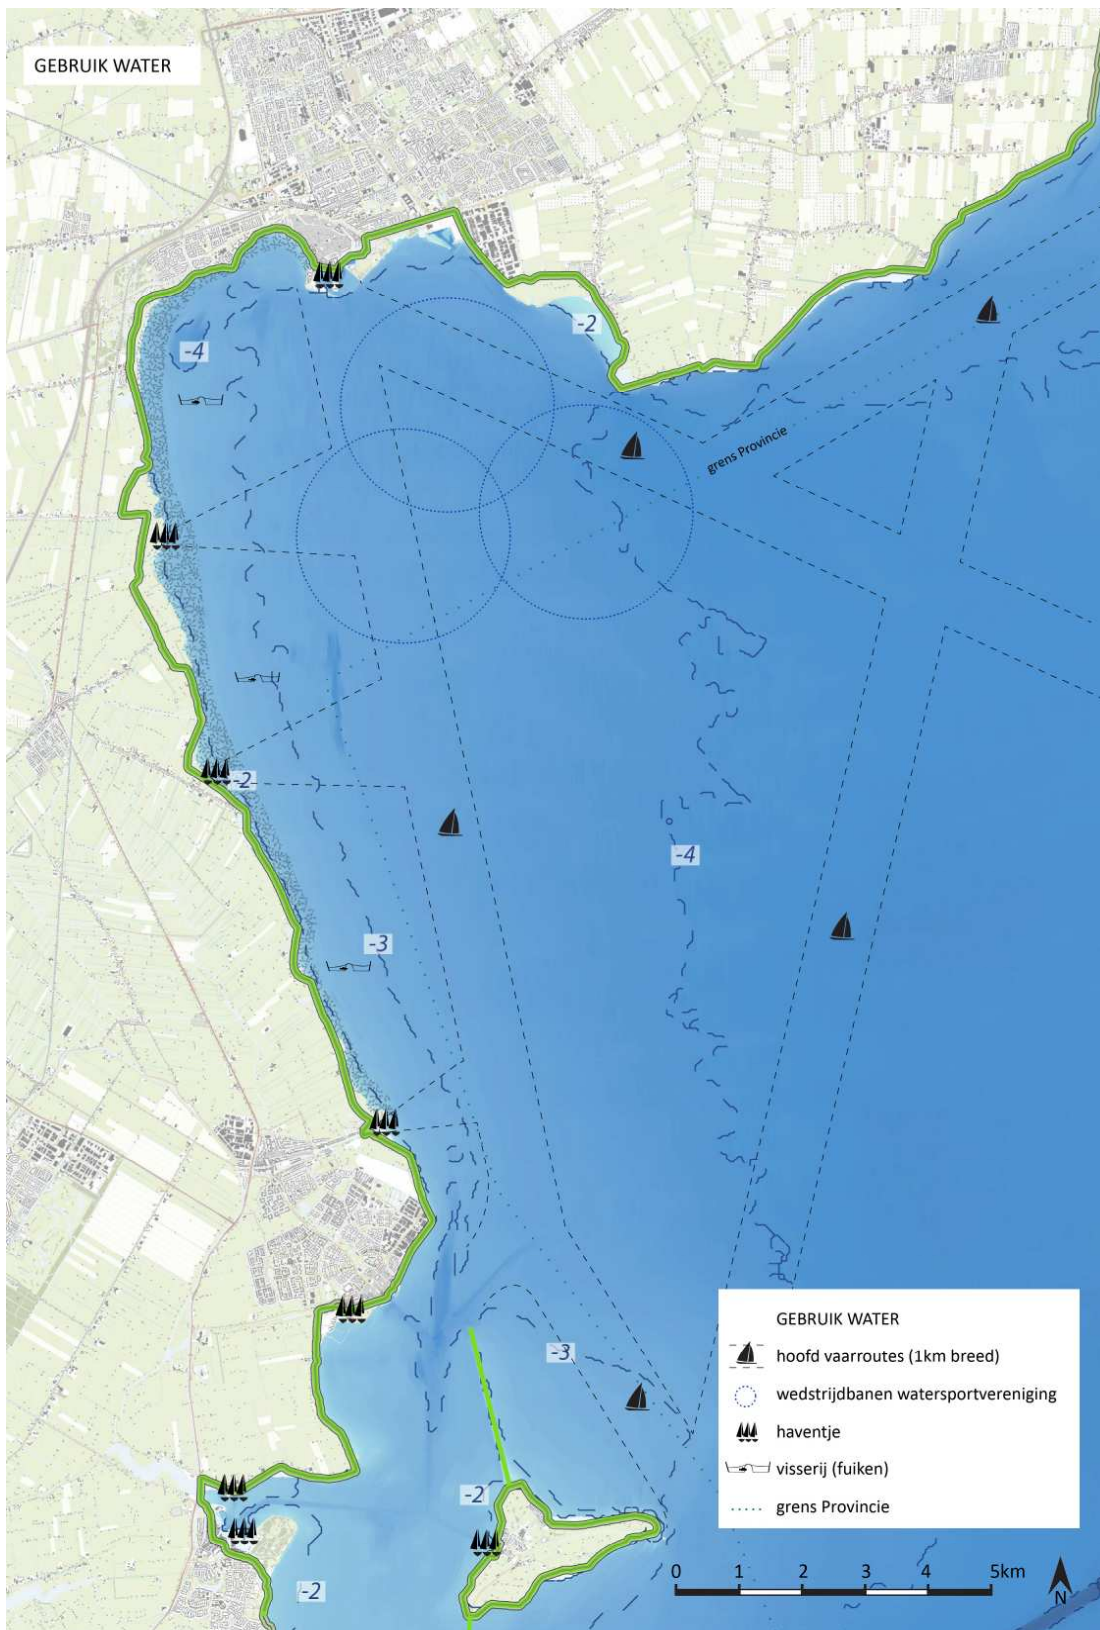 GEBRUIK WATER
-2
-4
grens Provincie
-2
-4
-3
-3
-2
-2
GEBRUIK WATER
hoofd vaarroutes (1km breed)
wedstrijdbanen watersportvereniging
haventje
visserij (fuiken)
grens Provincie
0 1 2 3 4 5km
N